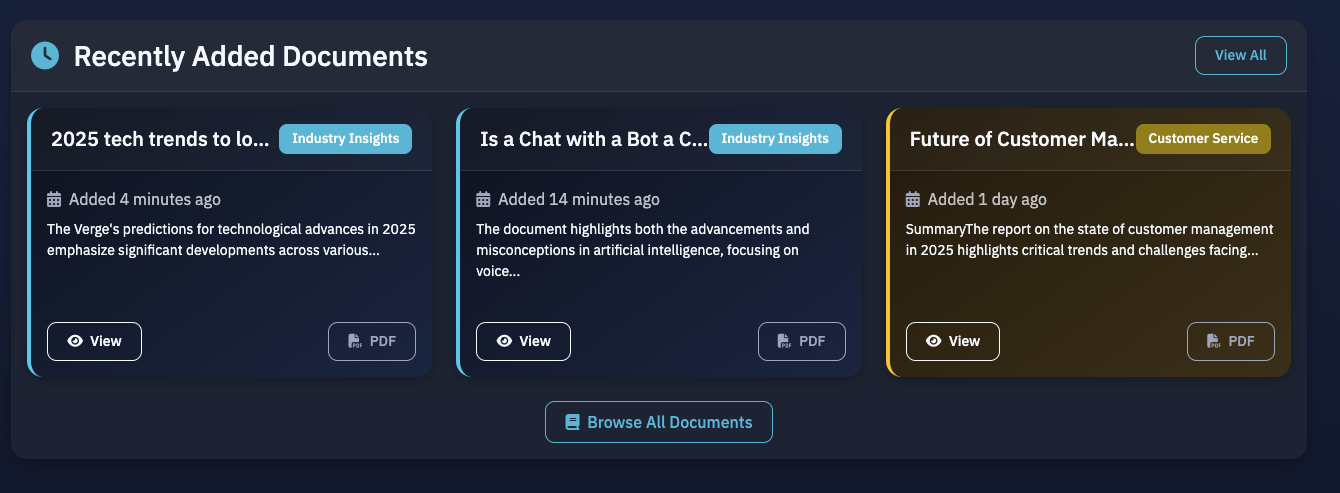 Recently Added Documents
View All
2025 tech trends to lo...
Industry Insights
Added 4 minutes ago
The Verge's predictions for technological advances in 2025
emphasize significant developments across various...
View
PDF
Is a Chat with a Bot a C...
Industry Insights
Added 14 minutes ago
The document highlights both the advancements and
misconceptions in artificial intelligence, focusing on
voice...
View
PDF
Future of Customer Ma...
Customer Service
Added 1 day ago
SummaryThe report on the state of customer management
in 2025 highlights critical trends and challenges facing...
View
PDF
Browse All Documents